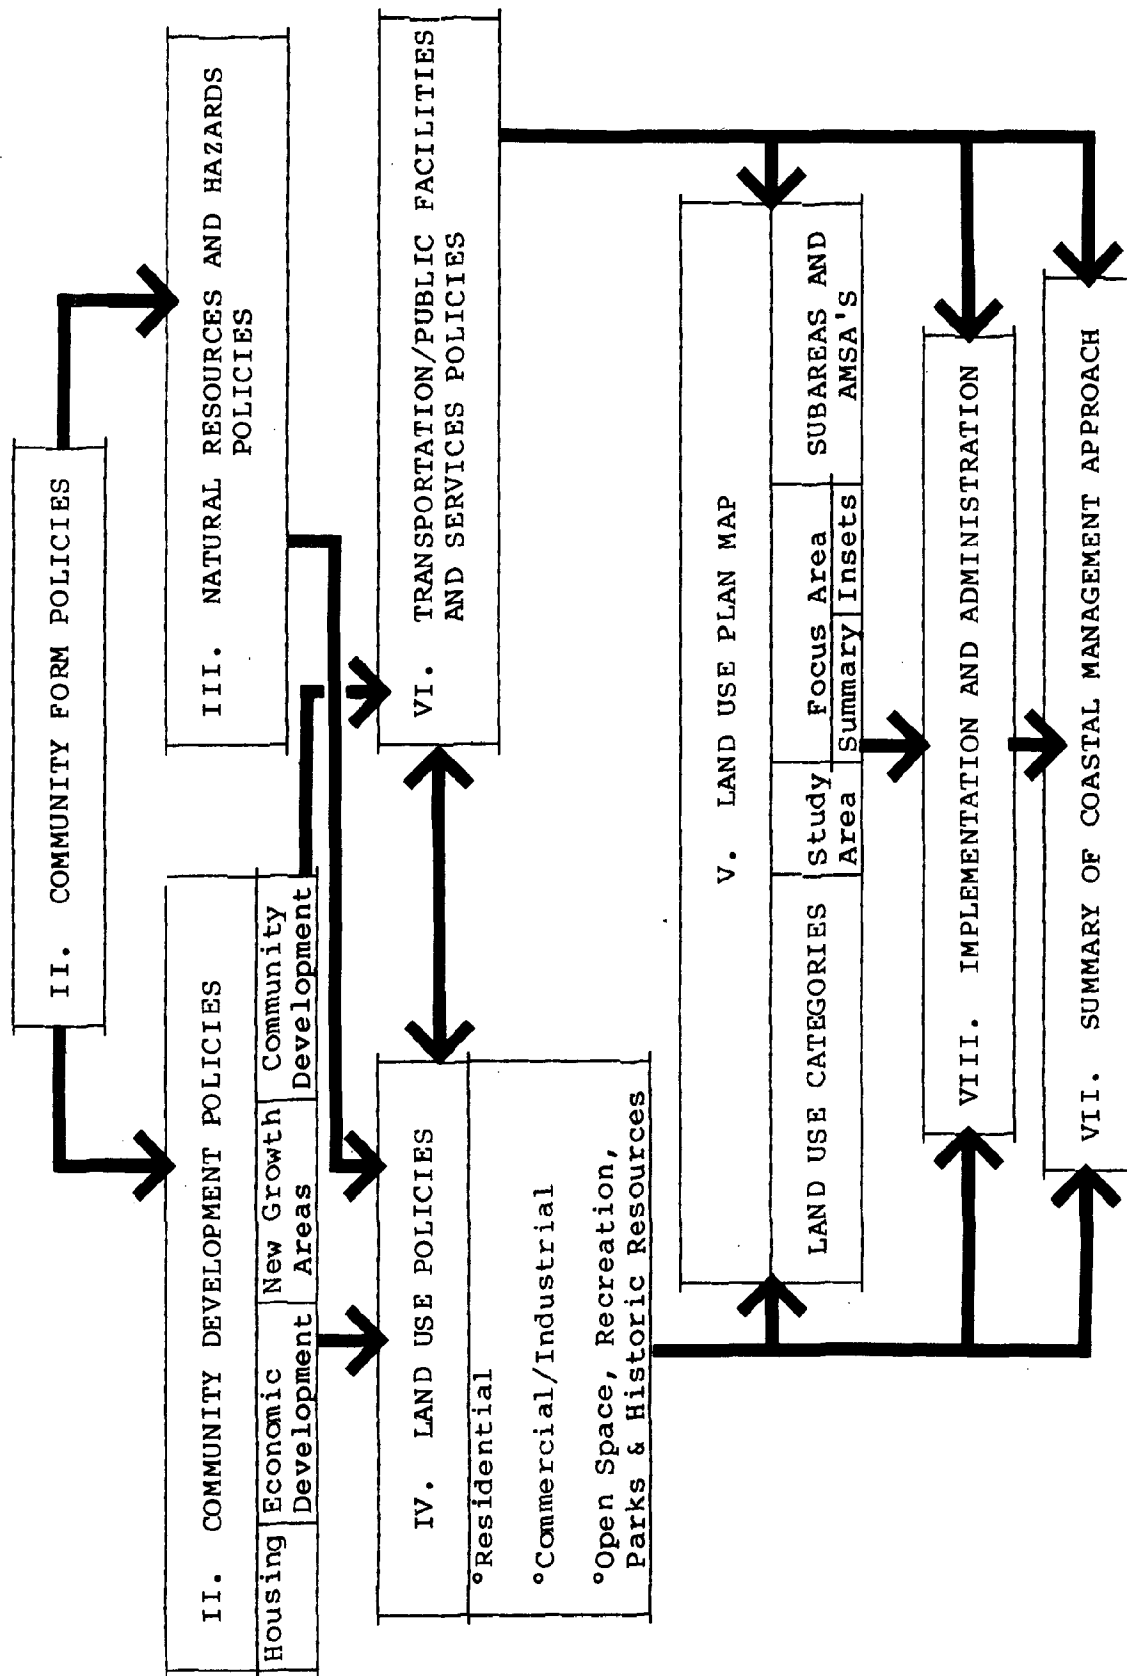 II. COMMUNITY FORM POLICIES
II. COMMUNITY DEVELOPMENT POLICIES
Housing
Economic
Development
New Growth
Areas
Community
Development
III. NATURAL RESOURCES AND HAZARDS
POLICIES
IV. LAND USE POLICIES
°Residential
°Commercial/Industrial
°Open Space, Recreation,
Parks & Historic Resources
VI. TRANSPORTATION/PUBLIC FACILITIES
AND SERVICES POLICIES
V. LAND USE PLAN MAP
LAND USE CATEGORIES
Study
Area
Focus Area
Summary
Insets
SUBAREAS AND
AMSA'S
VIII. IMPLEMENTATION AND ADMINISTRATION
VII. SUMMARY OF COASTAL MANAGEMENT APPROACH